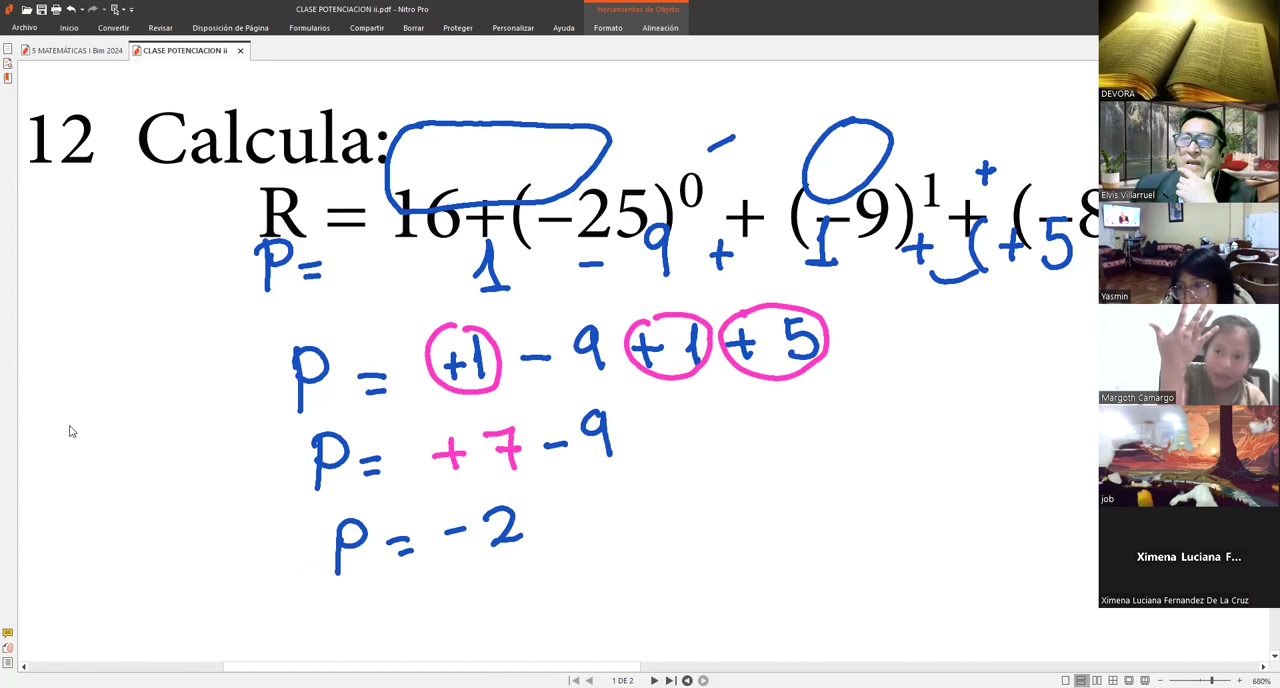 CLASE POTENCIACION ii.pdf - Nitro Pro
Herramientas de Objeto
Archivo Inicio Convertir Revisar Disposición de Página Formularios Compartir Borrar Proteger Personalizar Ayuda Formato Alineación
5 MATEMÁTICAS I Bim 2024 CLASE POTENCIACION ii
12 Calcula:
R = 16+(−25)⁰ + (−9)¹+ (−8
− +
P= 1 − 9 + 1 + ( + 5
P = +1 − 9 + 1 + 5
P = + 7 − 9
P = − 2
DEVORA
Elvis Villarruel
Yasmin
Margoth Camargo
job
Ximena Luciana F...
Ximena Luciana Fernandez De La Cruz
1 DE 2
680%